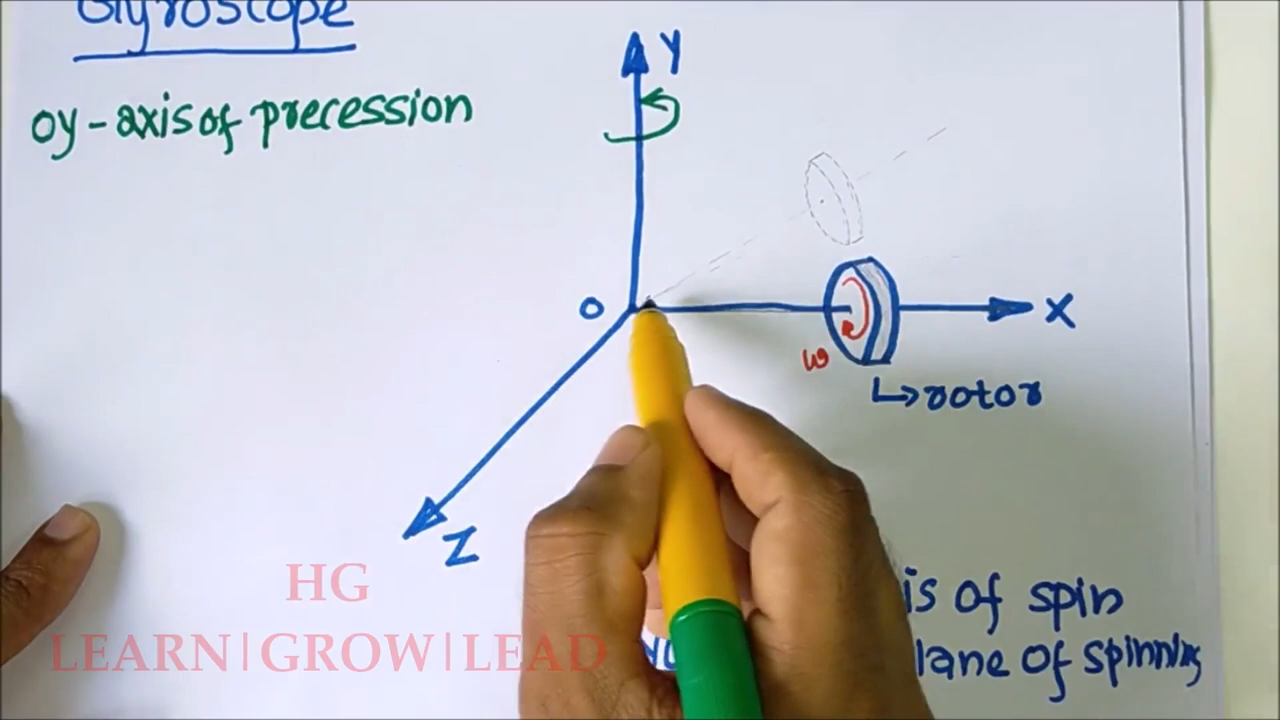 Gyroscope
oy - axis of precession
Y
O
X
ω
rotor
Z
is of spin
lane of spinning
HG
LEARN|GROW|LEAD